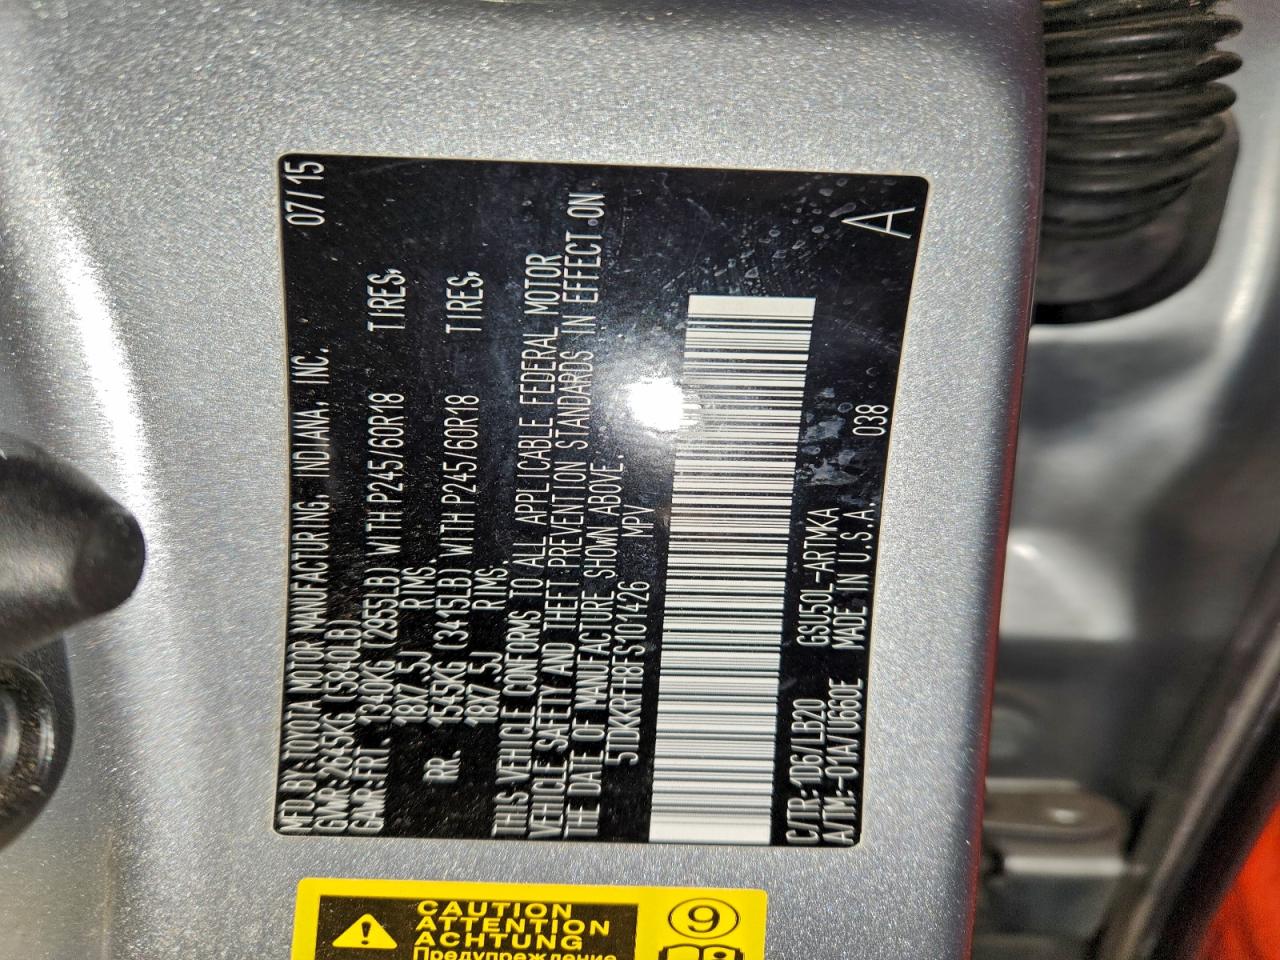 MFD BY: TOYOTA MOTOR MANUFACTURING, INDIANA, INC. 07/15
GVWR 2645KG (5840LB)
GAWR FRT. 1340KG (2955LB) WITH P245/60R18 TIRES,
18X7.5J RIMS.
RR. 1545KG (3415LB) WITH P245/60R18 TIRES,
18X7.5J RIMS.
THIS VEHICLE CONFORMS TO ALL APPLICABLE FEDERAL MOTOR
VEHICLE SAFETY AND THEFT PREVENTION STANDARDS IN EFFECT ON
THE DATE OF MANUFACTURE SHOWN ABOVE.
5TDKKRFH8FS101426 MPV
C/TR: 1D6/LB20 GSU50L-ARTMKA 038
A/TM: -01A/U660E MADE IN U.S.A. A
CAUTION
ATTENTION
ACHTUNG
Предупреждение
9